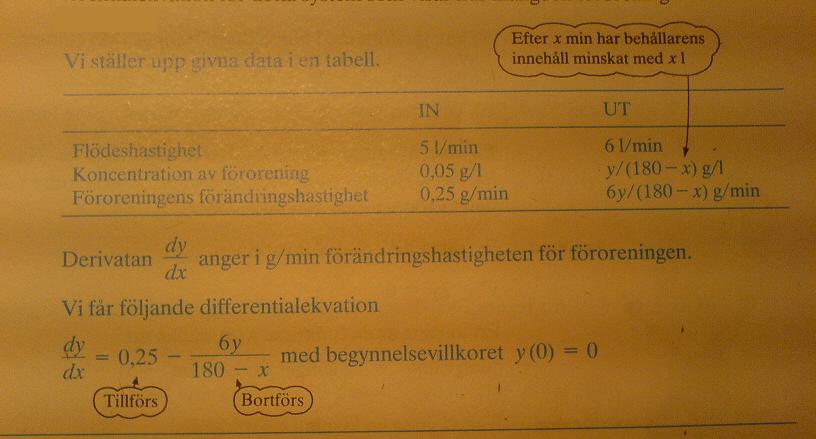 Efter x min har behållarens
innehåll minskat med x l
Vi ställer upp givna data i en tabell.
IN UT
Flödeshastighet 5 l/min 6 l/min
Koncentration av förorening 0,05 g/l y/(180 − x) g/l
Föroreningens förändringshastighet 0,25 g/min 6y/(180 − x) g/min
Derivatan dy/dx anger i g/min förändringshastigheten för föroreningen.
Vi får följande differentialekvation
dy/dx = 0,25 − 6y/(180 − x) med begynnelsevillkoret y(0) = 0
Tillförs Bortförs